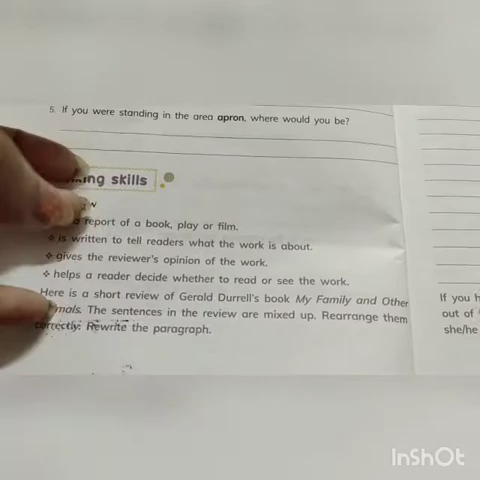 5. If you were standing in the area apron, where would you be?
ing skills
w
a report of a book, play or film.
❖ is written to tell readers what the work is about.
❖ gives the reviewer's opinion of the work.
❖ helps a reader decide whether to read or see the work.
Here is a short review of Gerald Durrell's book My Family and Other
mals. The sentences in the review are mixed up. Rearrange them
correctly. Rewrite the paragraph.
If you h
out of
she/he
InShOt